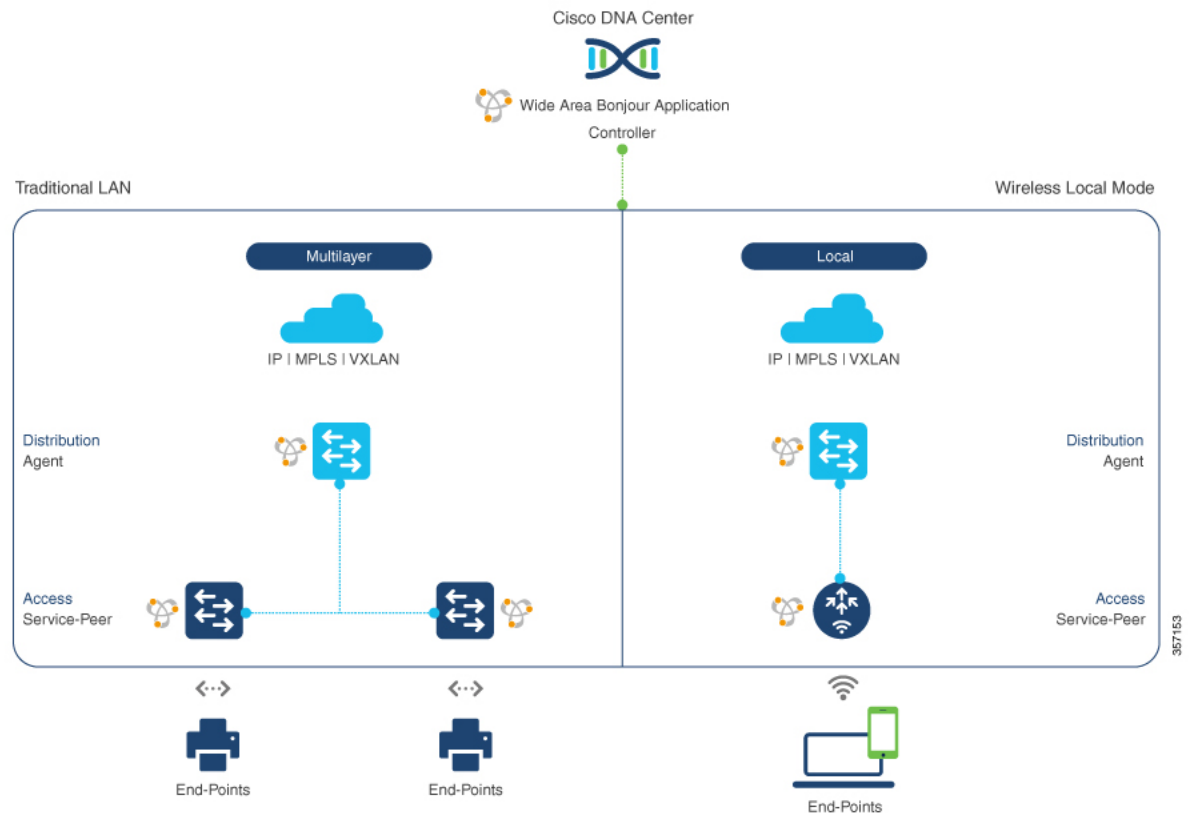 Cisco DNA Center
Wide Area Bonjour Application
Controller
Traditional LAN
Wireless Local Mode
Multilayer
Local
IP | MPLS | VXLAN
IP | MPLS | VXLAN
Distribution
Agent
Distribution
Agent
Access
Service-Peer
Access
Service-Peer
357153
End-Points
End-Points
End-Points